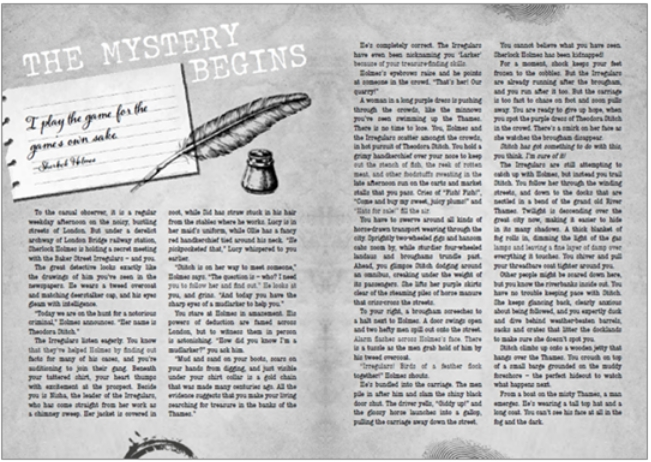 THE MYSTERY
BEGINS
I play the game for the
game's own sake.
—Sherlock Holmes
To the casual observer, it is a regular
weekday afternoon on the noisy, bustling
streets of London. But under a derelict
archway of London Bridge railway station,
Sherlock Holmes is holding a secret meeting
with the Baker Street Irregulars – and you.
The great detective looks exactly like
the drawings of him you've seen in the
newspapers. He wears a tweed overcoat
and matching deerstalker cap, and his eyes
gleam with intelligence.
"Today we are on the hunt for a notorious
criminal," Holmes announces. "Her name is
Theodora Ditch."
The Irregulars listen eagerly. You know
that they've helped Holmes by finding out
facts for many of his cases, and you're
auditioning to join their gang. Beneath
your tattered shirt, your heart thumps
with excitement at the prospect. Beside
you is Nisha, the leader of the Irregulars,
who has come straight from her work as
a chimney sweep. Her jacket is covered in
soot, while Sid has straw stuck in his hair
from the stables where he works. Lucy is in
her maid's uniform, while Ollie has a fancy
red handkerchief tied around his neck. "He
pickpocketed that," Lucy whispered to you
earlier.
"Ditch is on her way to meet someone,"
Holmes says. "The question is – who? I need
you to follow her and find out." He looks at
you, and grins. "And today you have the
sharp eyes of a mudlarker to help you."
You stare at Holmes in amazement. His
powers of deduction are famed across
London, but to witness them in person
is astonishing. "How did you know I'm a
mudlarker?" you ask him.
"Mud and sand on your boots, scars on
your hands from digging, and just visible
under your shirt collar is a gold chain
that was made centuries ago. All the
evidence suggests that you make your living
searching for treasure in the banks of the
Thames."
He's completely correct. The Irregulars
have even been nicknaming you 'Larker'
because of your treasure-finding skills.
Holmes's eyebrows raise and he points
at someone in the crowd. "That's her! Our
quarry!"
A woman in a long purple dress is pushing
through the crowds, like the minnows
you've seen swimming up the Thames.
There is no time to lose. You, Holmes and
the Irregulars scatter amongst the crowds,
in hot pursuit of Theodora Ditch. You hold a
grimy handkerchief over your nose to keep
out the stench of fish, the reek of rotten
meat, and other foodstuffs sweating in the
late afternoon sun on the carts and market
stalls that you pass. Cries of "Fish! Fish!",
"Come and buy my sweet, juicy plums!" and
"Hats for sale!" fill the air.
You have to swerve around all kinds of
horse-drawn transport weaving through the
city. Sprightly two-wheeled gigs and hansom
cabs zoom by, while sturdier four-wheeled
landaus and broughams trundle past.
Ahead, you glimpse Ditch dodging around
an omnibus, creaking under the weight of
its passengers. She lifts her purple skirts
clear of the steaming piles of horse manure
that criss-cross the streets.
To your right, a brougham screeches to
a halt next to Holmes. A door swings open
and two hefty men spill out onto the street.
Alarm flashes across Holmes's face. There
is a tussle as the men grab hold of him by
his tweed overcoat.
"Irregulars! Birds of a feather flock
together!" Holmes shouts.
He's bundled into the carriage. The men
pile in after him and slam the shiny black
door shut. The driver yells, "Giddy up!" and
the glossy horse launches into a gallop,
pulling the carriage away down the street.
You cannot believe what you have seen.
Sherlock Holmes has been kidnapped!
For a moment, shock keeps your feet
frozen to the cobbles. But the Irregulars
are already running after the brougham,
and you run after it too. But the carriage
is too fast to chase on foot and soon pulls
away. You are ready to give up hope, when
you spot the purple dress of Theodora Ditch
in the crowd. There's a smirk on her face as
she watches the brougham disappear.
Ditch has got something to do with this,
you think. I'm sure of it!
The Irregulars are still attempting to
catch up with Holmes, but instead you trail
Ditch. You follow her through the winding
streets, and down to the docks that are
nestled in a bend of the grand old River
Thames. Twilight is descending over the
great city now, making it easier to hide
in its many shadows. A thick blanket of
fog rolls in, dimming the light of the gas
lamps and leaving a fine layer of damp over
everything it touches. You shiver and pull
your threadbare coat tighter around you.
Other people might be scared down here,
but you know the riverbanks inside out. You
have no trouble keeping pace with Ditch.
She keeps glancing back, clearly anxious
about being followed, and you expertly duck
and dive behind weather-beaten barrels,
sacks and crates that litter the docklands
to make sure she doesn't spot you.
Ditch climbs up onto a wooden jetty that
hangs over the Thames. You crouch on top
of a small barge grounded on the muddy
foreshore – the perfect hideout to watch
what happens next.
From a boat on the misty Thames, a man
emerges. He's wearing a tall top hat and a
long coat. You can't see his face at all in the
fog and the dark.